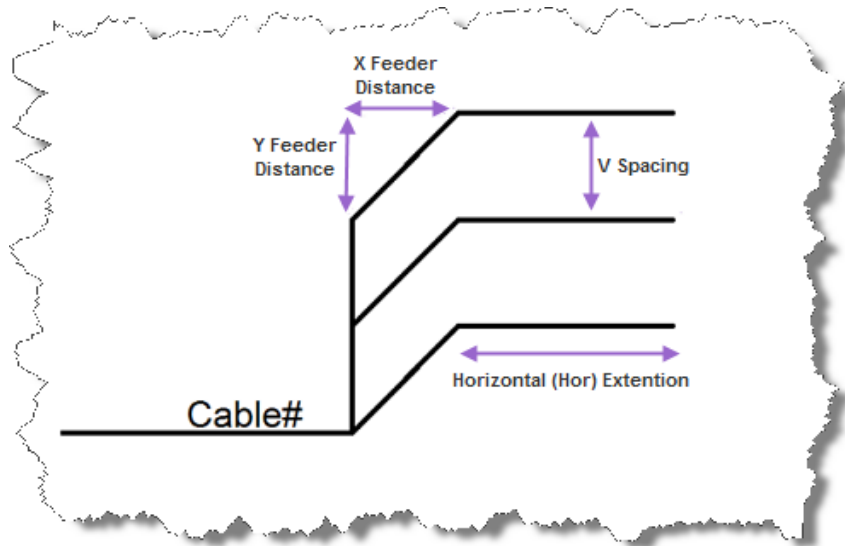 X Feeder
Distance
Y Feeder
Distance
V Spacing
Horizontal (Hor) Extention
Cable#